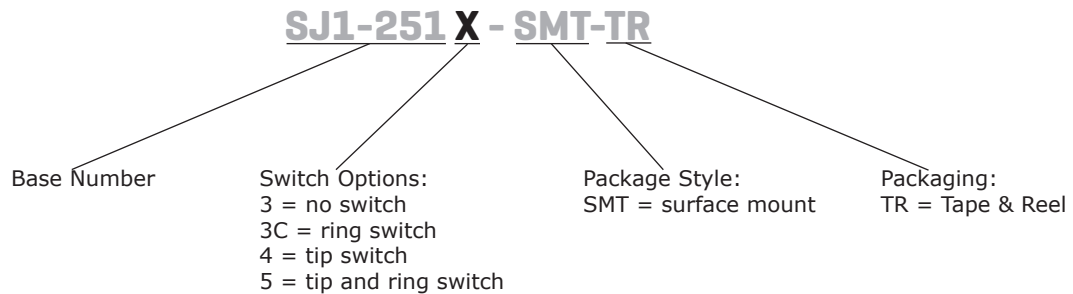 SJ1-251 X - SMT-TR
Base Number
Switch Options:
3 = no switch
3C = ring switch
4 = tip switch
5 = tip and ring switch
Package Style:
SMT = surface mount
Packaging:
TR = Tape & Reel